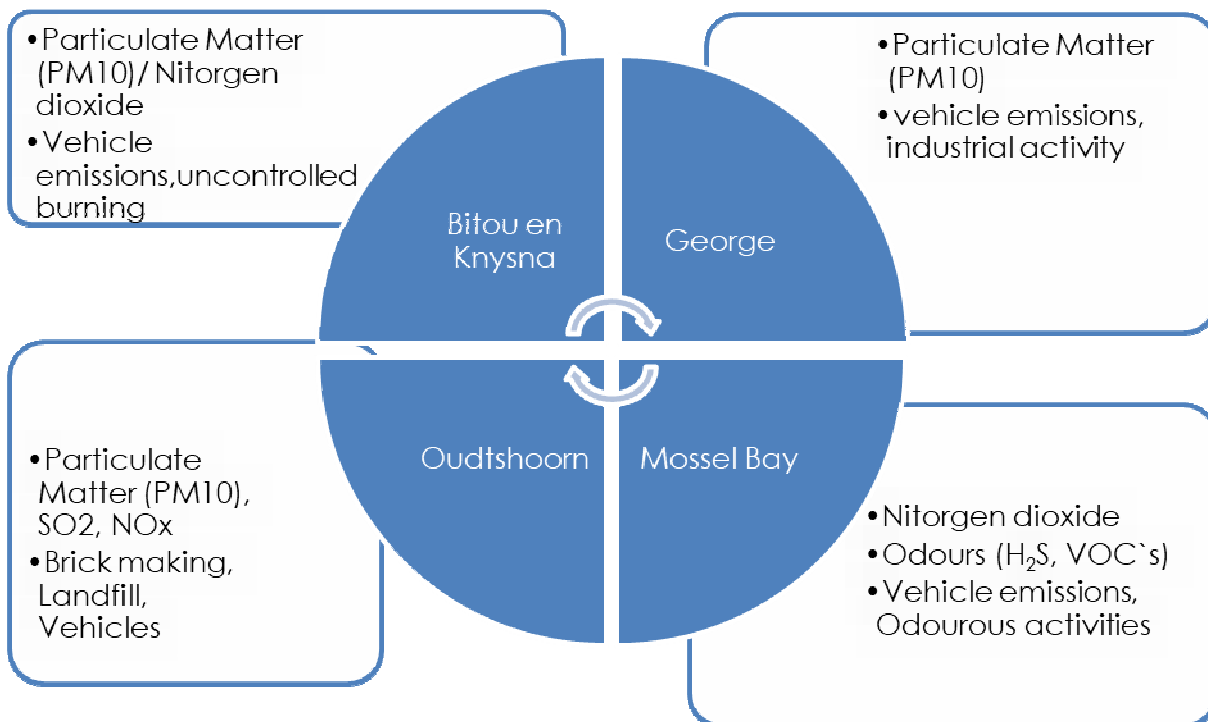 •Particulate Matter
(PM10)/ Nitorgen
dioxide
•Vehicle
emissions,uncontrolled
burning
•Particulate Matter
(PM10)
•vehicle emissions,
industrial activity
Bitou en
Knysna
George
Oudtshoorn
Mossel Bay
•Particulate
Matter (PM10),
SO2, NOx
•Brick making,
Landfill,
Vehicles
•Nitorgen dioxide
•Odours (H₂S, VOC`s)
•Vehicle emissions,
Odourous activities